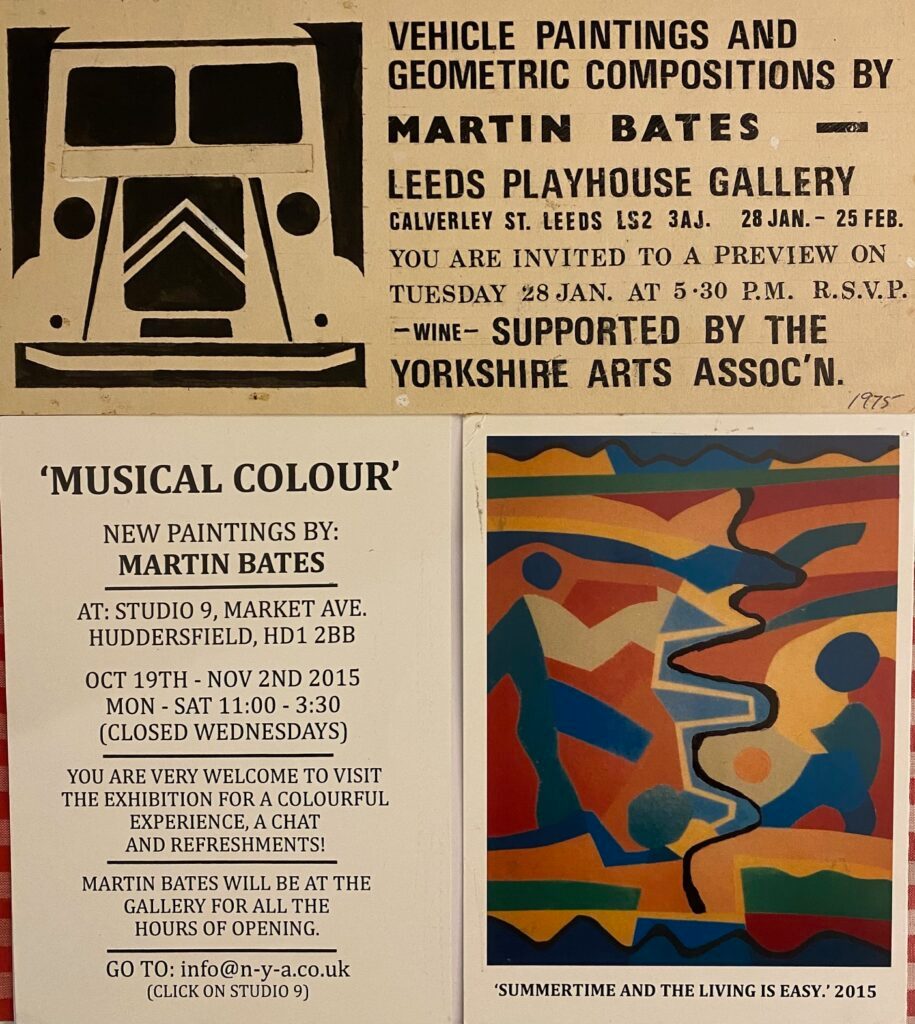 VEHICLE PAINTINGS AND
GEOMETRIC COMPOSITIONS BY
MARTIN BATES —
LEEDS PLAYHOUSE GALLERY
CALVERLEY ST. LEEDS LS2 3AJ. 28 JAN. - 25 FEB.
YOU ARE INVITED TO A PREVIEW ON
TUESDAY 28 JAN. AT 5·30 P.M. R.S.V.P.
-WINE- SUPPORTED BY THE
YORKSHIRE ARTS ASSOC'N.
1975
'MUSICAL COLOUR'
NEW PAINTINGS BY:
MARTIN BATES
AT: STUDIO 9, MARKET AVE.
HUDDERSFIELD, HD1 2BB
OCT 19TH - NOV 2ND 2015
MON - SAT 11:00 - 3:30
(CLOSED WEDNESDAYS)
YOU ARE VERY WELCOME TO VISIT
THE EXHIBITION FOR A COLOURFUL
EXPERIENCE, A CHAT
AND REFRESHMENTS!
MARTIN BATES WILL BE AT THE
GALLERY FOR ALL THE
HOURS OF OPENING.
GO TO: info@n-y-a.co.uk
(CLICK ON STUDIO 9)
'SUMMERTIME AND THE LIVING IS EASY.' 2015